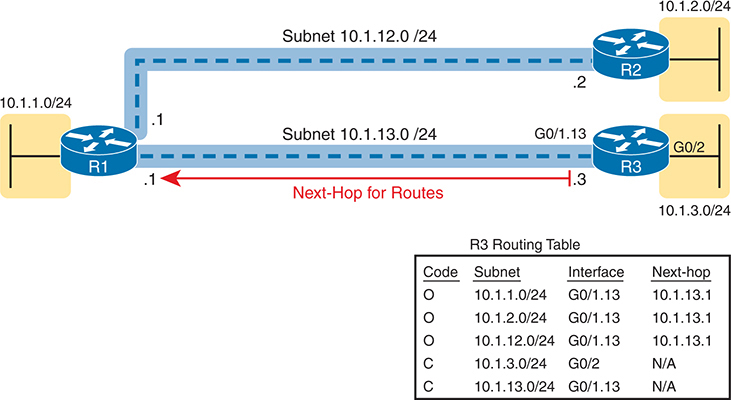 10.1.2.0/24
Subnet 10.1.12.0 /24
R2
.2
10.1.1.0/24
.1
Subnet 10.1.13.0 /24
G0/1.13
G0/2
R1
R3
.1
.3
Next-Hop for Routes
10.1.3.0/24
R3 Routing Table
Code Subnet Interface Next-hop
O 10.1.1.0/24 G0/1.13 10.1.13.1
O 10.1.2.0/24 G0/1.13 10.1.13.1
O 10.1.12.0/24 G0/1.13 10.1.13.1
C 10.1.3.0/24 G0/2 N/A
C 10.1.13.0/24 G0/1.13 N/A